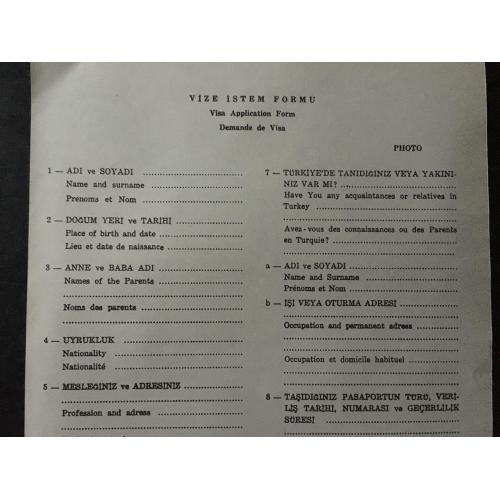 VİZE İSTEM FORMU
Visa Application Form
Demande de Visa
PHOTO
1 — ADI ve SOYADI
Name and surname
Prenoms et Nom
2 — DOĞUM YERİ ve TARİHİ
Place of birth and date
Lieu et date de naissance
3 — ANNE ve BABA ADI
Names of the Parents
Noms des parents
4 — UYRUKLUK
Nationality
Nationalité
5 — MESLEĞİNİZ ve ADRESİNİZ
Profession and adress
7 — TÜRKİYE'DE TANIDIĞINIZ VEYA YAKINI-
NIZ VAR MI?
Have You any acquaintances or relatives in
Turkey
Avez-vous des connaissances ou des Parents
en Turquie?
a — ADI ve SOYADI
Name and Surname
Prénoms et Nom
b — İŞİ VEYA OTURMA ADRESİ
Occupation and permanent adress
Occupation et domicile habituel
8 — TAŞIDIĞINIZ PASAPORTUN TÜRÜ, VERİ-
LİŞ TARİHİ, NUMARASI ve GEÇERLİLİK
SÜRESİ